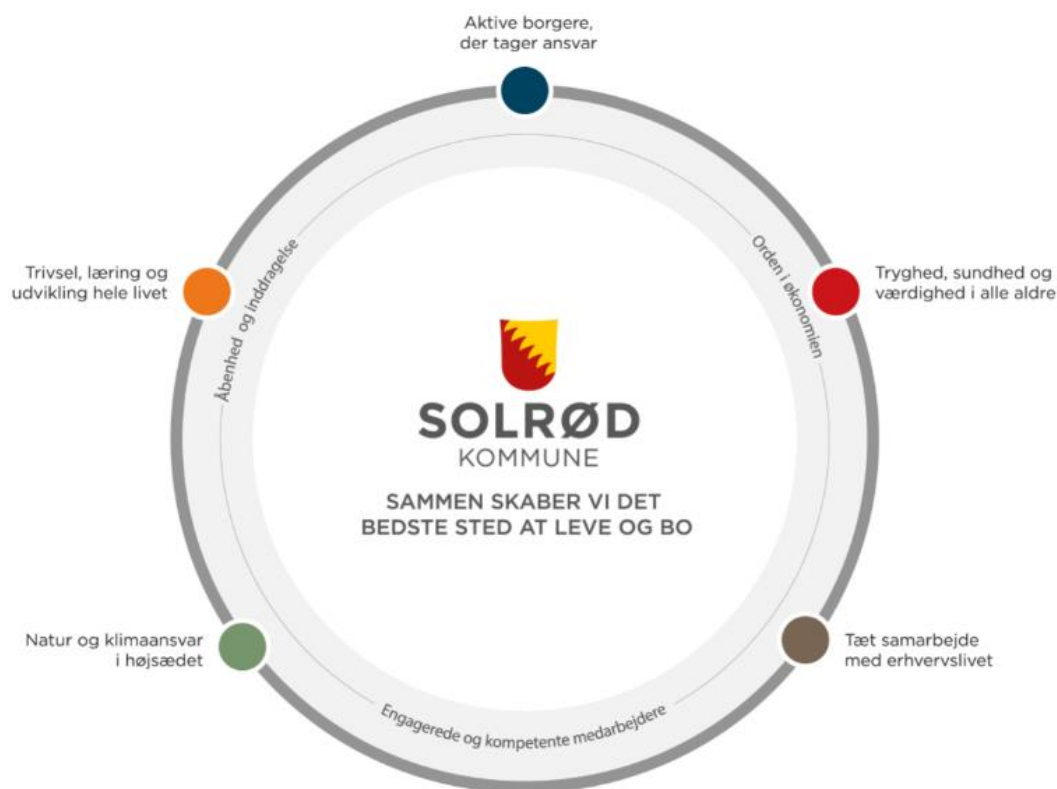 Aktive borgere,
der tager ansvar
Trivsel, læring og
udvikling hele livet
Åbenhed og inddragelse
Orden i økonomien
Tryghed, sundhed og
værdighed i alle aldre
SOLRØD
KOMMUNE
SAMMEN SKABER VI DET
BEDSTE STED AT LEVE OG BO
Natur og klimaansvar
i højsædet
Engagerede og kompetente medarbejdere
Tæt samarbejde
med erhvervslivet